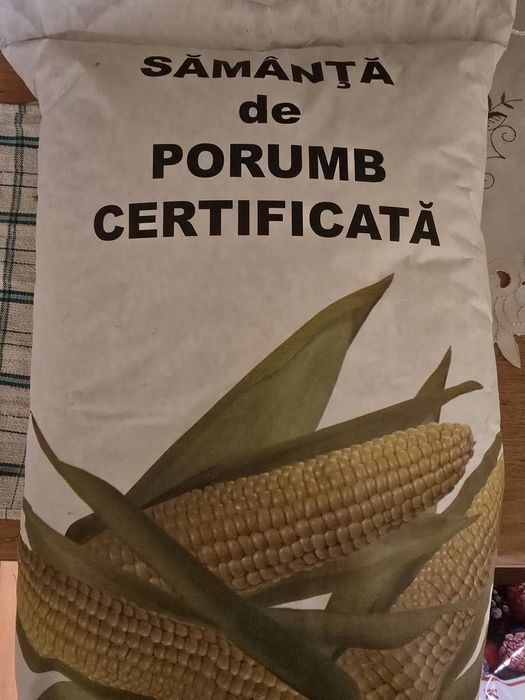 SĂMÂNŢĂ
de
PORUMB
CERTIFICATĂ